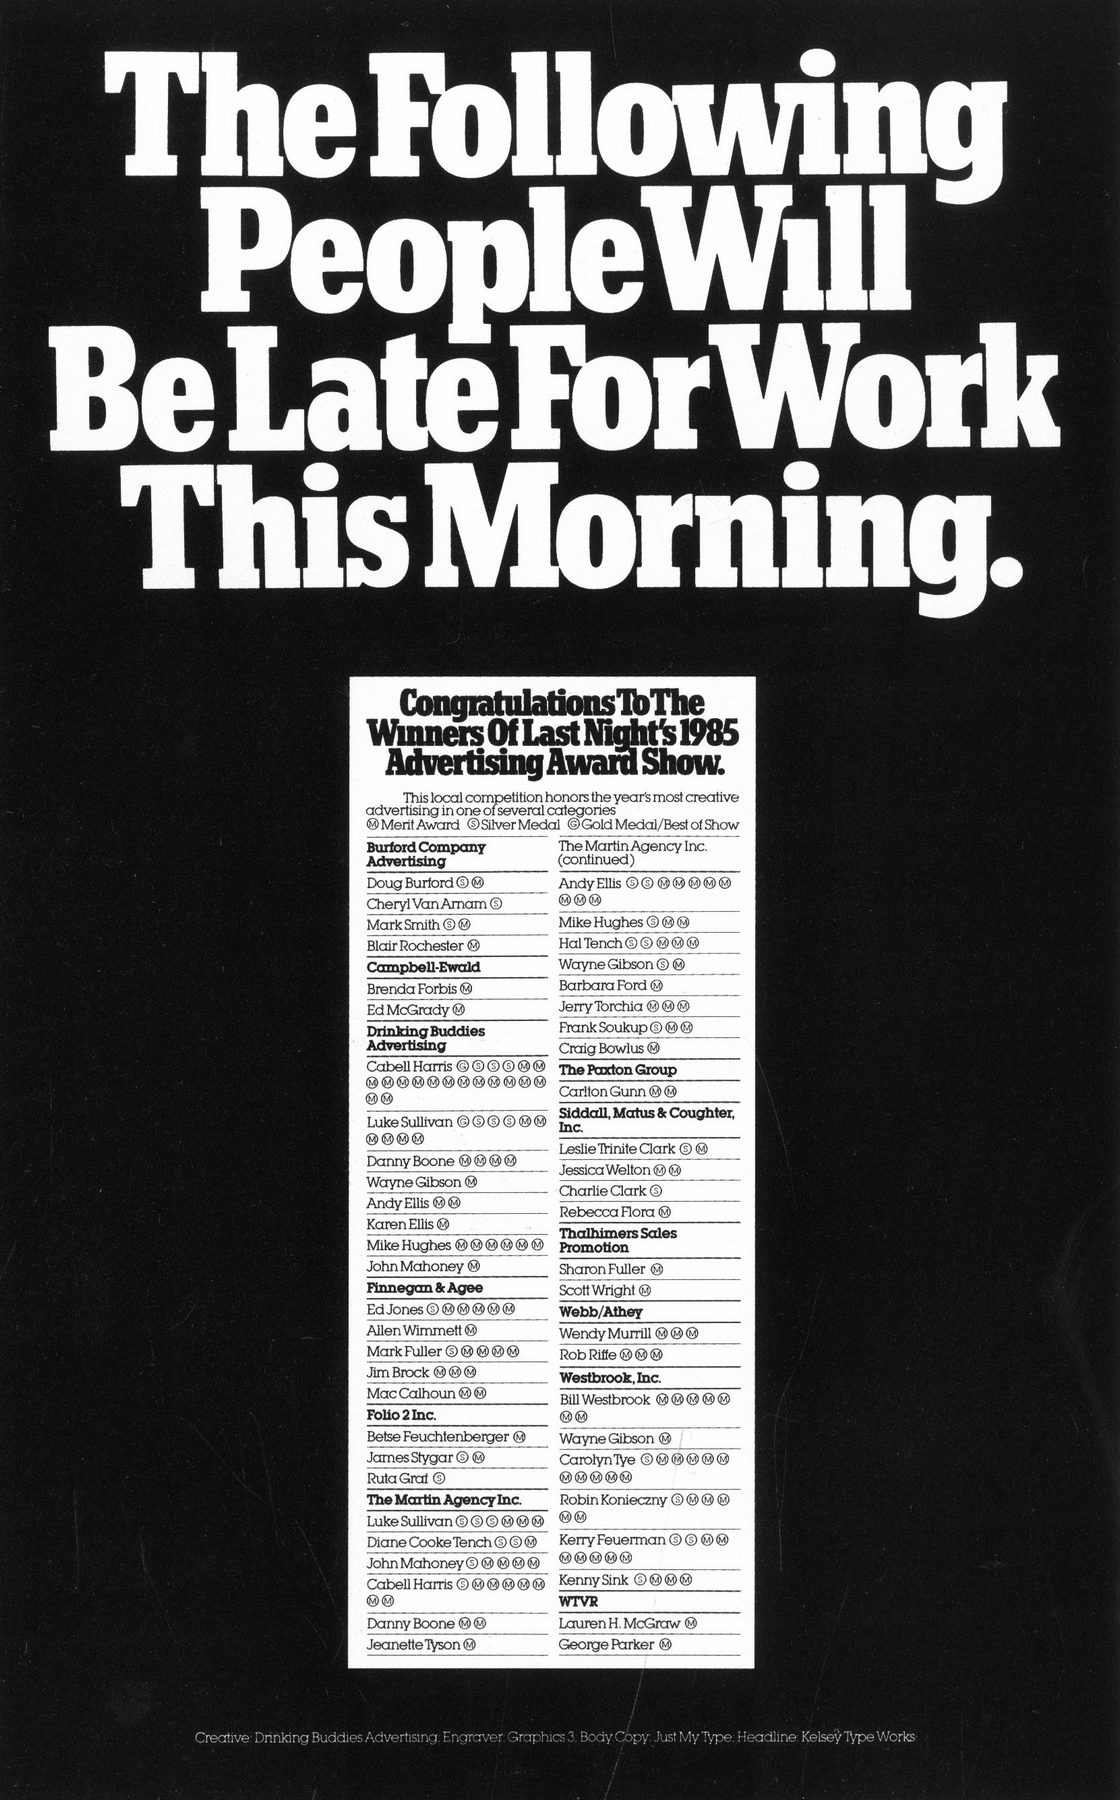 The Following
People Will
Be Late For Work
This Morning.
Congratulations To The
Winners Of Last Night's 1985
Advertising Award Show.
This local competition honors the year's most creative
advertising in one of several categories
Ⓜ Merit Award Ⓢ Silver Medal Ⓖ Gold Medal/Best of Show
Burford Company
Advertising
Doug Burford Ⓢ Ⓜ
Cheryl Van Arnam Ⓢ
Mark Smith Ⓢ Ⓜ
Blair Rochester Ⓜ
Campbell-Ewald
Brenda Forbis Ⓜ
Ed McGrady Ⓜ
Drinking Buddies
Advertising
Cabell Harris Ⓖ Ⓢ Ⓢ Ⓢ Ⓜ Ⓜ
Ⓜ Ⓜ Ⓜ Ⓜ Ⓜ Ⓜ Ⓜ Ⓜ Ⓜ Ⓜ Ⓜ Ⓜ
Ⓜ Ⓜ
Luke Sullivan Ⓖ Ⓢ Ⓢ Ⓢ Ⓜ Ⓜ
Ⓜ Ⓜ Ⓜ Ⓜ
Danny Boone Ⓜ Ⓜ Ⓜ Ⓜ
Wayne Gibson Ⓜ
Andy Ellis Ⓜ Ⓜ
Karen Ellis Ⓜ
Mike Hughes Ⓜ Ⓜ Ⓜ Ⓜ Ⓜ Ⓜ
John Mahoney Ⓜ
Finnegan & Agee
Ed Jones Ⓢ Ⓜ Ⓜ Ⓜ Ⓜ Ⓜ
Allen Wimmett Ⓜ
Mark Fuller Ⓢ Ⓜ Ⓜ Ⓜ Ⓜ
Jim Brock Ⓜ Ⓜ Ⓜ
Mac Calhoun Ⓜ Ⓜ
Folio 2 Inc.
Betse Feuchtenberger Ⓜ
James Stygar Ⓢ Ⓜ
Ruta Graf Ⓢ
The Martin Agency Inc.
Luke Sullivan Ⓢ Ⓢ Ⓢ Ⓜ Ⓜ Ⓜ
Diane Cooke Tench Ⓢ Ⓢ Ⓜ
John Mahoney Ⓢ Ⓜ Ⓜ Ⓜ Ⓜ
Cabell Harris Ⓢ Ⓜ Ⓜ Ⓜ Ⓜ Ⓜ
Ⓜ Ⓜ
Danny Boone Ⓜ Ⓜ
Jeanette Tyson Ⓜ
The Martin Agency Inc.
(continued)
Andy Ellis Ⓢ Ⓢ Ⓜ Ⓜ Ⓜ Ⓜ Ⓜ
Ⓜ Ⓜ Ⓜ
Mike Hughes Ⓢ Ⓜ Ⓜ
Hal Tench Ⓢ Ⓢ Ⓜ Ⓜ Ⓜ
Wayne Gibson Ⓢ Ⓜ
Barbara Ford Ⓜ
Jerry Torchia Ⓜ Ⓜ Ⓜ
Frank Soukup Ⓢ Ⓜ Ⓜ
Craig Bowlus Ⓜ
The Paxton Group
Carlton Gunn Ⓜ Ⓜ
Siddall, Matus & Coughter,
Inc.
Leslie Trinite Clark Ⓢ Ⓜ
Jessica Welton Ⓜ Ⓜ
Charlie Clark Ⓢ
Rebecca Flora Ⓜ
Thalhimers Sales
Promotion
Sharon Fuller Ⓜ
Scott Wright Ⓜ
Webb/Athey
Wendy Murrill Ⓜ Ⓜ Ⓜ
Rob Riffe Ⓜ Ⓜ Ⓜ
Westbrook, Inc.
Bill Westbrook Ⓜ Ⓜ Ⓜ Ⓜ Ⓜ
Ⓜ Ⓜ
Wayne Gibson Ⓜ
Carolyn Tye Ⓢ Ⓜ Ⓜ Ⓜ Ⓜ Ⓜ
Ⓜ Ⓜ Ⓜ Ⓜ Ⓜ
Robin Konieczny Ⓢ Ⓜ Ⓜ Ⓜ
Ⓜ Ⓜ
Kerry Feuerman Ⓢ Ⓢ Ⓜ Ⓜ
Ⓜ Ⓜ Ⓜ Ⓜ Ⓜ
Kenny Sink Ⓢ Ⓜ Ⓜ Ⓜ
WTVR
Lauren H. McGraw Ⓜ
George Parker Ⓜ
Creative: Drinking Buddies Advertising; Engraver: Graphics 3; Body Copy: Just My Type; Headline: Kelsey Type Works